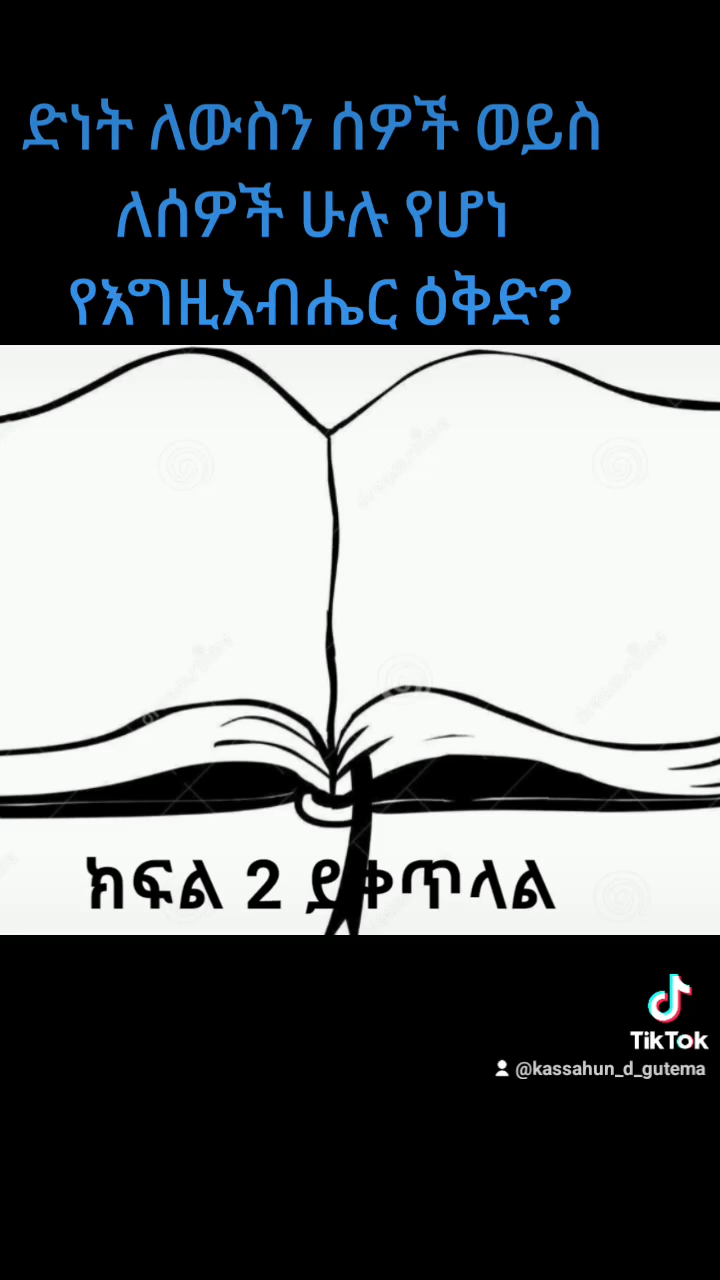 ድነት ለውስን ሰዎች ወይስ
ለሰዎች ሁሉ የሆነ
የእግዚአብሔር ዕቅድ?
ክፍል 2 ይቀጥላል
TikTok
@kassahun_d_gutema